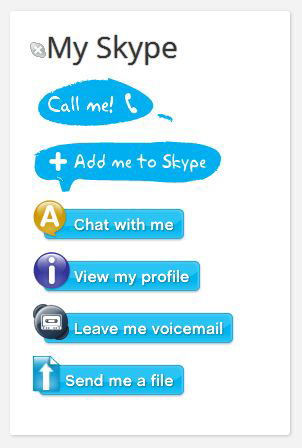 My Skype
Call me!
Add me to Skype
A
Chat with me
i
View my profile
Leave me voicemail
Send me a file